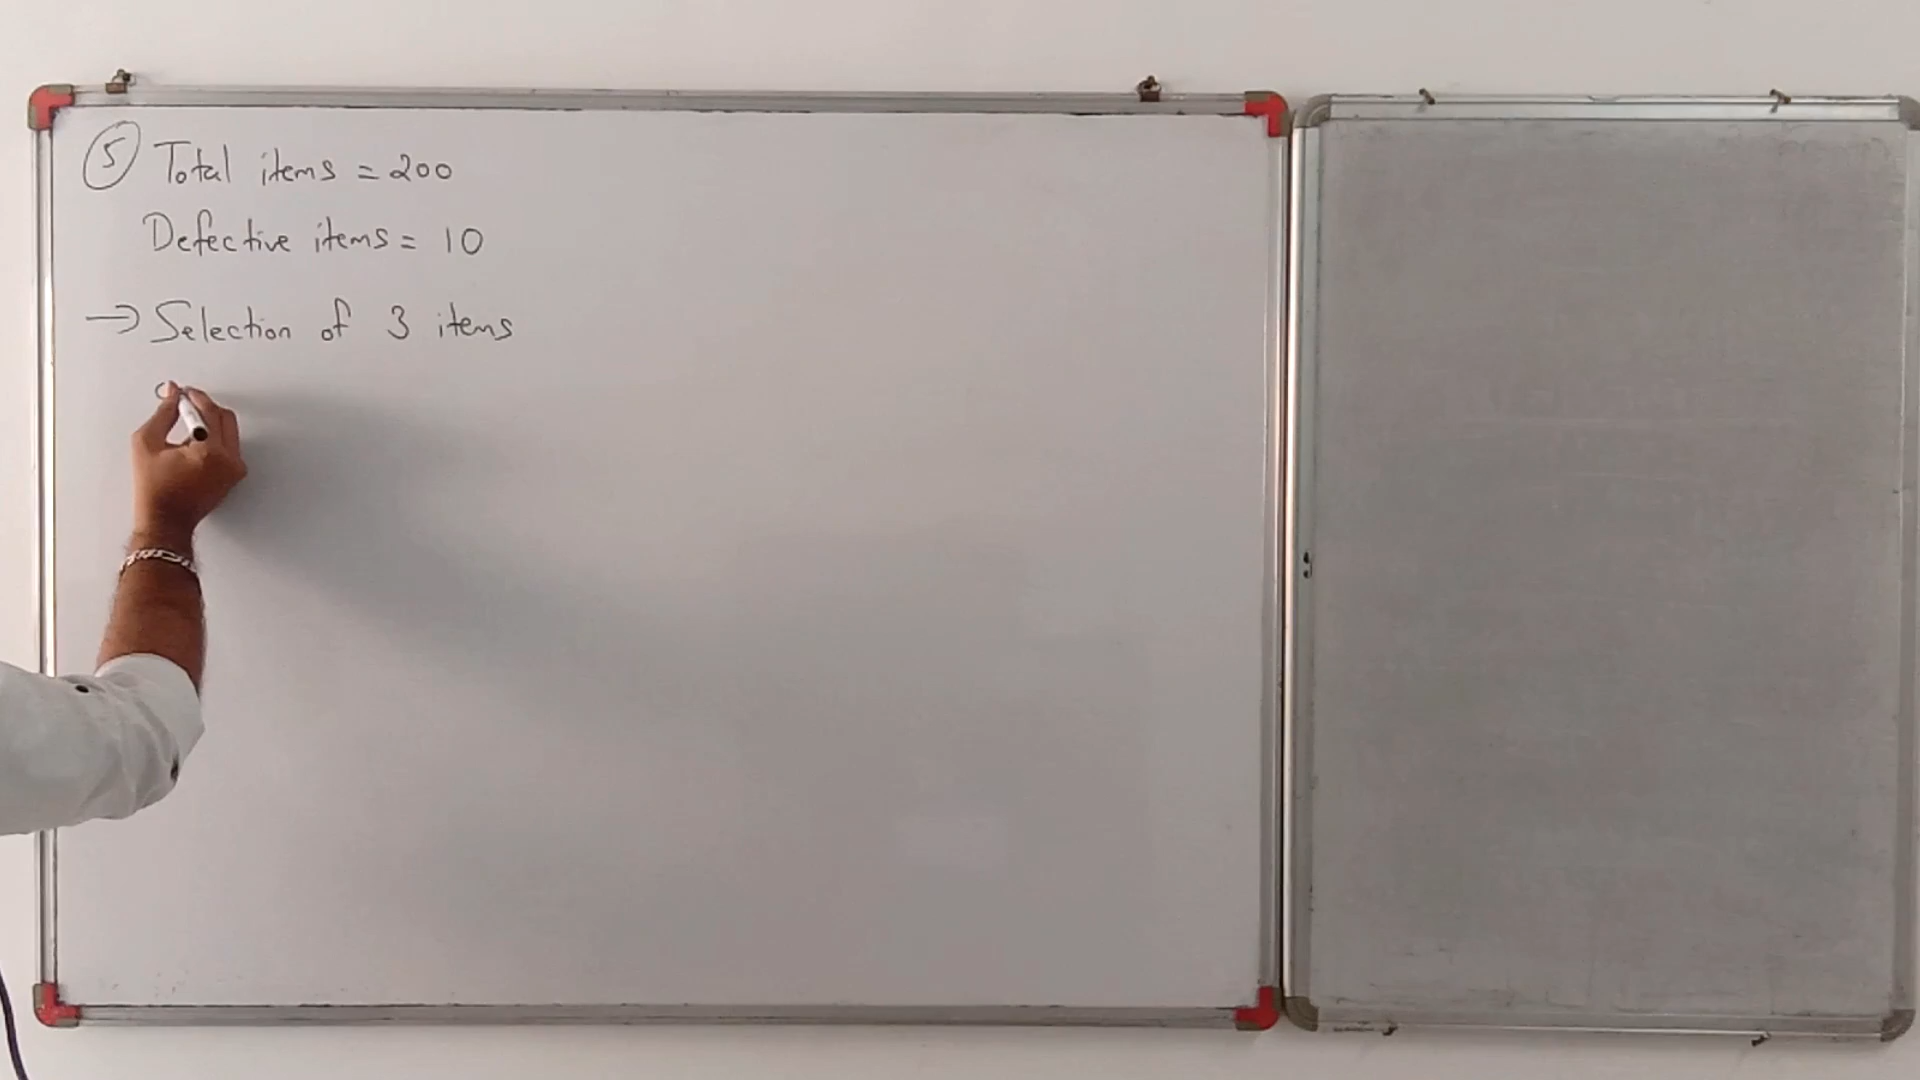 5 Total items = 200
Defective items = 10
→ Selection of 3 items